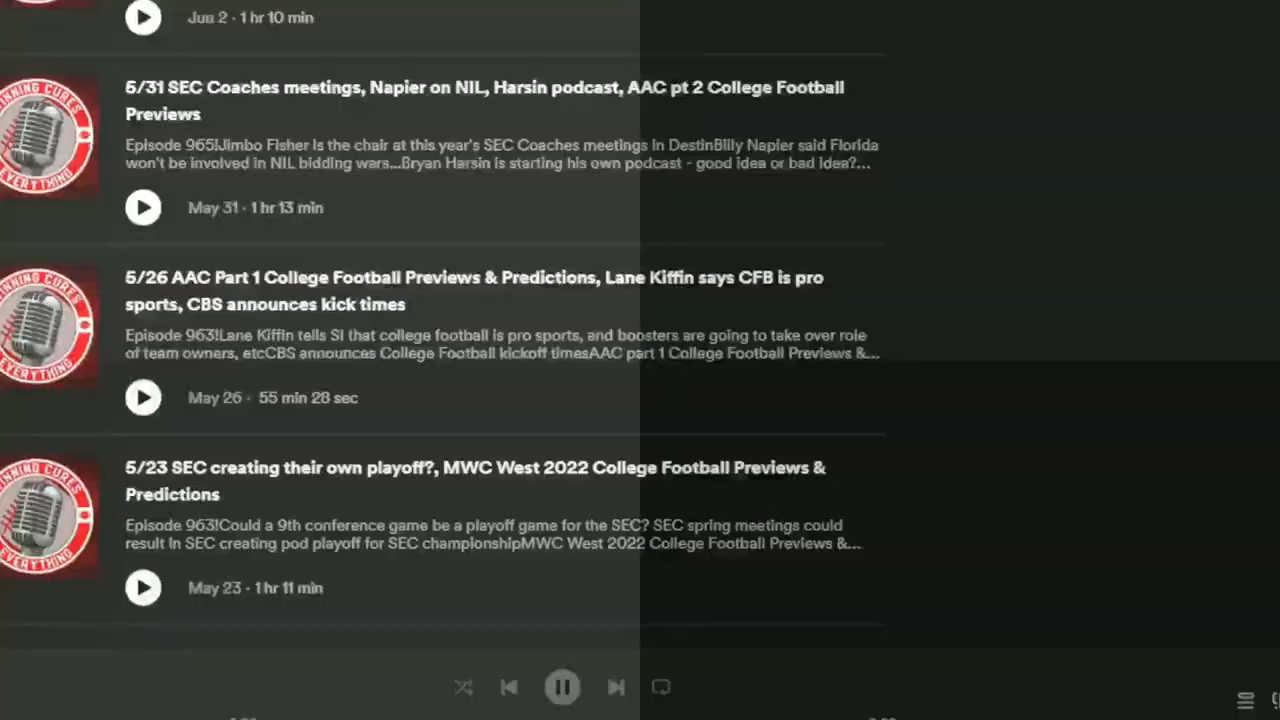 Jun 2 · 1 hr 10 min
5/31 SEC Coaches meetings, Napier on NIL, Harsin podcast, AAC pt 2 College Football
Previews
Episode 965!Jimbo Fisher is the chair at this year's SEC Coaches meetings in DestinBilly Napier said Florida
won't be involved in NIL bidding wars...Bryan Harsin is starting his own podcast - good idea or bad idea?...
May 31 · 1 hr 13 min
WINNING CURES
EVERYTHING
5/26 AAC Part 1 College Football Previews & Predictions, Lane Kiffin says CFB is pro
sports, CBS announces kick times
Episode 963!Lane Kiffin tells SI that college football is pro sports, and boosters are going to take over role
of team owners, etcCBS announces College Football kickoff timesAAC part 1 College Football Previews &...
May 26 · 55 min 28 sec
WINNING CURES
EVERYTHING
5/23 SEC creating their own playoff?, MWC West 2022 College Football Previews &
Predictions
Episode 963!Could a 9th conference game be a playoff game for the SEC? SEC spring meetings could
result in SEC creating pod playoff for SEC championshipMWC West 2022 College Football Previews &...
May 23 · 1 hr 11 min
WINNING CURES
EVERYTHING